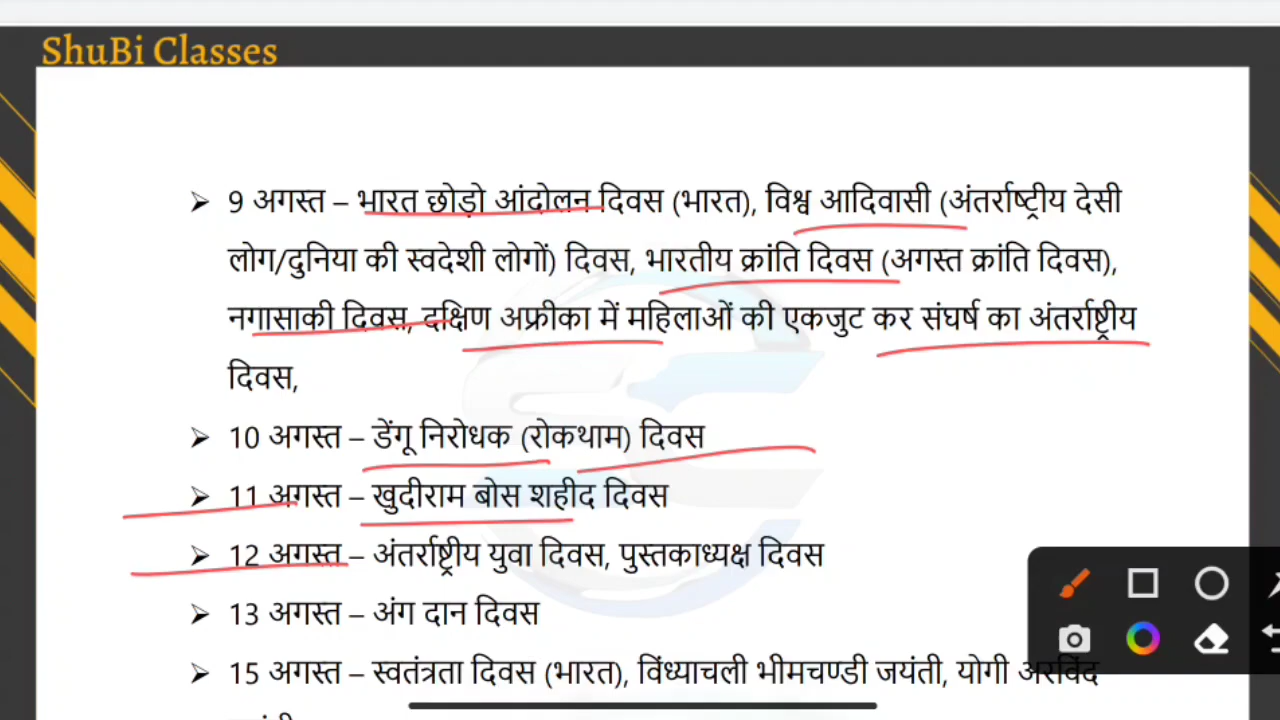 ShuBi Classes
➢ 9 अगस्त – भारत छोड़ो आंदोलन दिवस (भारत), विश्व आदिवासी (अंतर्राष्ट्रीय देसी
लोग/दुनिया की स्वदेशी लोगों) दिवस, भारतीय क्रांति दिवस (अगस्त क्रांति दिवस),
नगासाकी दिवस, दक्षिण अफ्रीका में महिलाओं की एकजुट कर संघर्ष का अंतर्राष्ट्रीय
दिवस,
➢ 10 अगस्त – डेंगू निरोधक (रोकथाम) दिवस
➢ 11 अगस्त – खुदीराम बोस शहीद दिवस
➢ 12 अगस्त – अंतर्राष्ट्रीय युवा दिवस, पुस्तकाध्यक्ष दिवस
➢ 13 अगस्त – अंग दान दिवस
➢ 15 अगस्त – स्वतंत्रता दिवस (भारत), विंध्याचली भीमचण्डी जयंती, योगी अरविंद